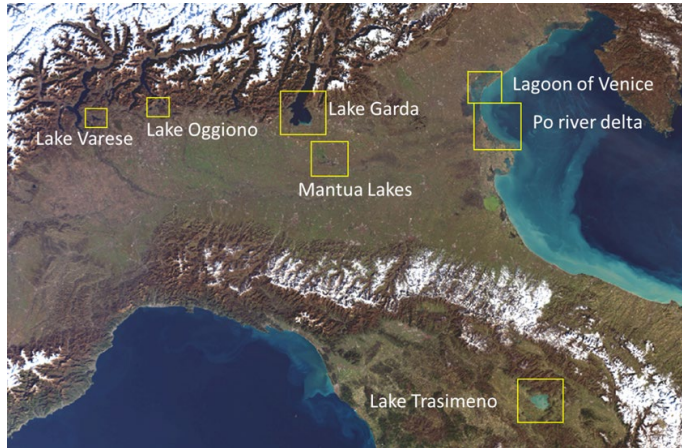 Lagoon of Venice
Lake Garda
Po river delta
Lake Varese
Lake Oggiono
Mantua Lakes
Lake Trasimeno